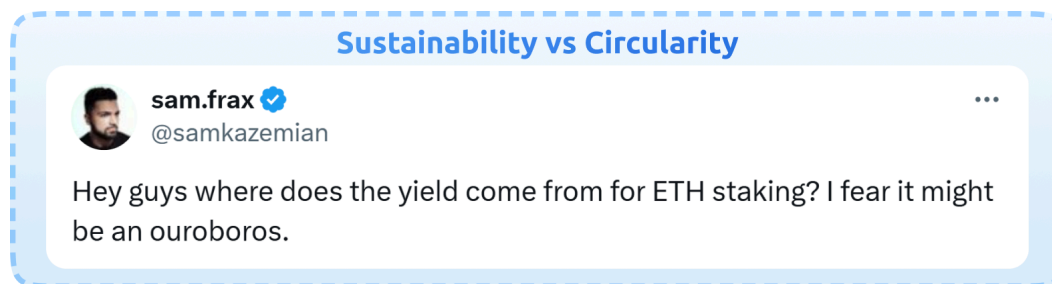 Sustainability vs Circularity
sam.frax
@samkazemian
Hey guys where does the yield come from for ETH staking? I fear it might
be an ouroboros.